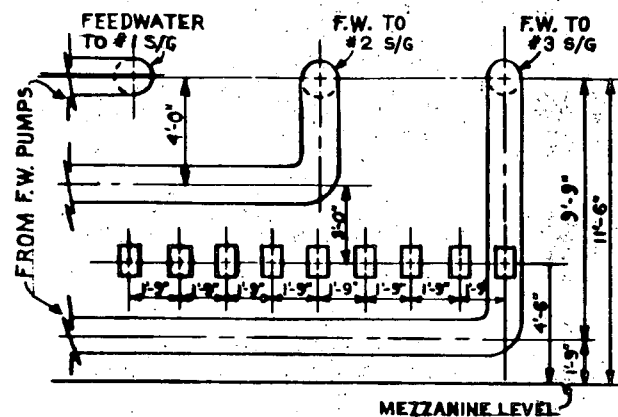 FEEDWATER
TO #1 S/G
F.W. TO
#2 S/G
F.W. TO
#3 S/G
FROM F.W. PUMPS
4'-0"
3'-0"
9'-9"
11'-6"
1'-9" 1'-9" 1'-9" 1'-9" 1'-9" 1'-9" 1'-9" 1'-9"
4'-6"
1'-9"
MEZZANINE LEVEL